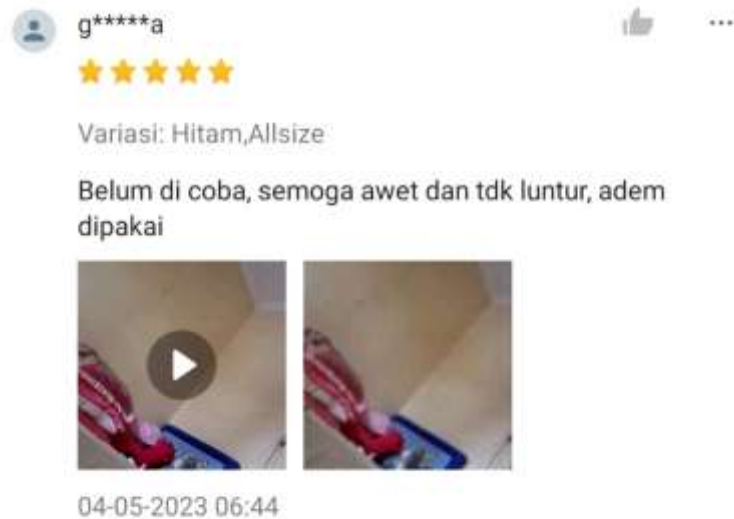 g*****a
Variasi: Hitam,Allsize
Belum di coba, semoga awet dan tdk luntur, adem
dipakai
04-05-2023 06:44